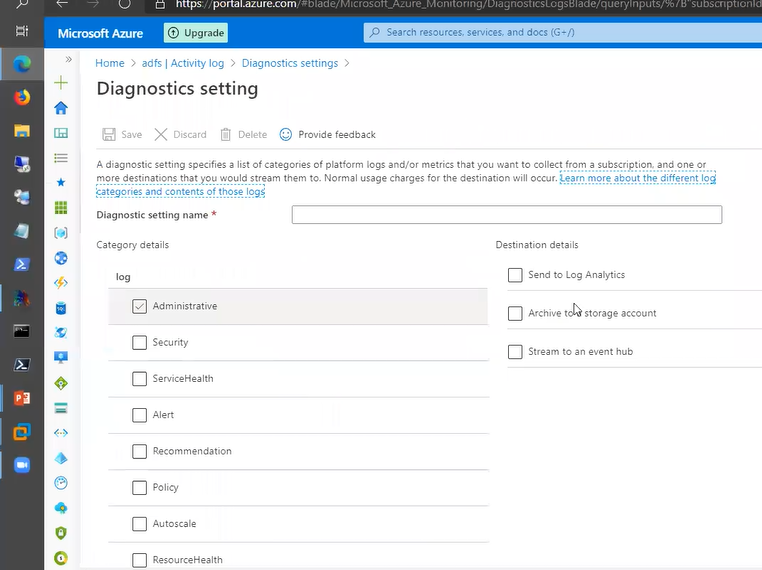 https://portal.azure.com/#blade/Microsoft_Azure_Monitoring/DiagnosticsLogsBlade/queryInputs/%7B"subscriptionId
Microsoft Azure
Upgrade
Search resources, services, and docs (G+/)
Home > adfs | Activity log > Diagnostics settings >
Diagnostics setting
Save Discard Delete Provide feedback
A diagnostic setting specifies a list of categories of platform logs and/or metrics that you want to collect from a subscription, and one or
more destinations that you would stream them to. Normal usage charges for the destination will occur. Learn more about the different log
categories and contents of those logs
Diagnostic setting name *
Category details
Destination details
log
Administrative
Security
ServiceHealth
Alert
Recommendation
Policy
Autoscale
ResourceHealth
Send to Log Analytics
Archive to a storage account
Stream to an event hub